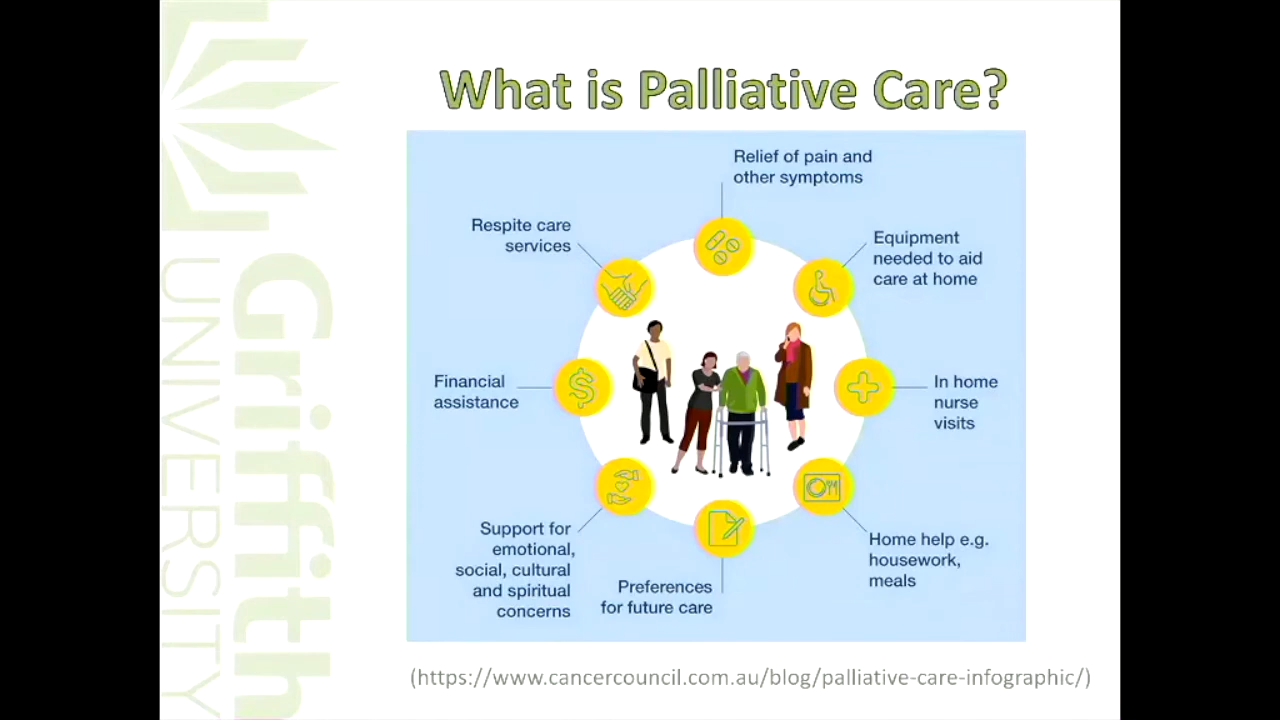 What is Palliative Care?
Relief of pain and
other symptoms
Respite care
services
Equipment
needed to aid
care at home
Financial
assistance
In home
nurse
visits
Support for
emotional,
social, cultural
and spiritual
concerns
Preferences
for future care
Home help e.g.
housework,
meals
(https://www.cancercouncil.com.au/blog/palliative-care-infographic/)
Griffith
UNIVERSITY